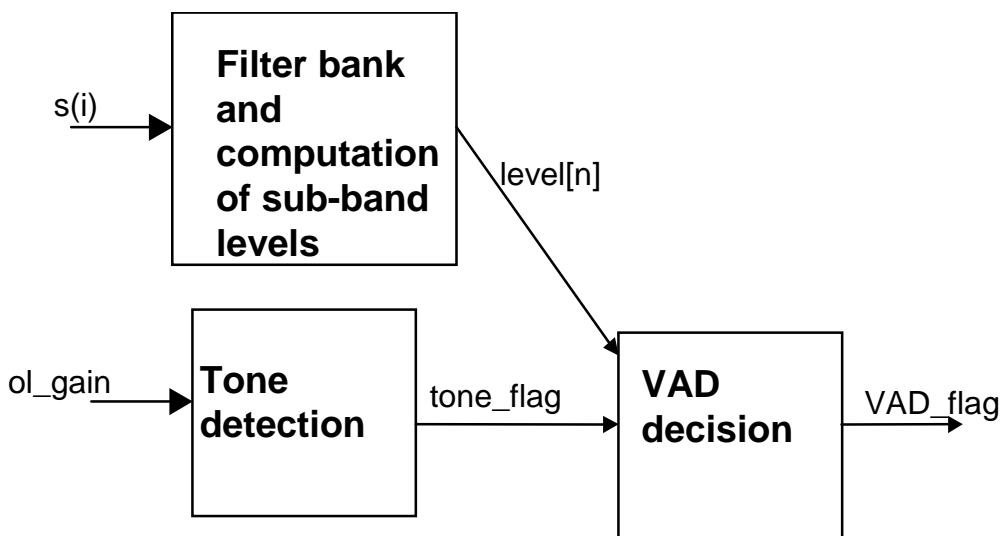 s(i)
Filter bank
and
computation
of sub-band
levels
level[n]
ol_gain
Tone
detection
tone_flag
VAD
decision
VAD_flag